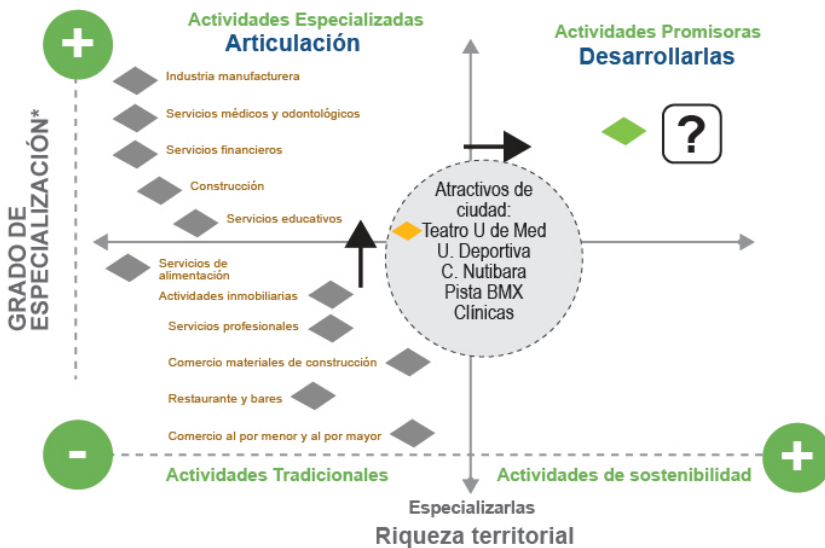 Actividades Especializadas
Articulación
Actividades Promisoras
Desarrollarlas
+
GRADO DE
ESPECIALIZACIÓN*
Industria manufacturera
Servicios médicos y odontológicos
Servicios financieros
Construcción
Servicios educativos
?
Atractivos de
ciudad:
Teatro U de Med
U. Deportiva
C. Nutibara
Pista BMX
Clínicas
Servicios de
alimentación
Actividades inmobiliarias
Servicios profesionales
Comercio materiales de construcción
Restaurante y bares
Comercio al por menor y al por mayor
-
+
Actividades Tradicionales
Actividades de sostenibilidad
Especializarlas
Riqueza territorial